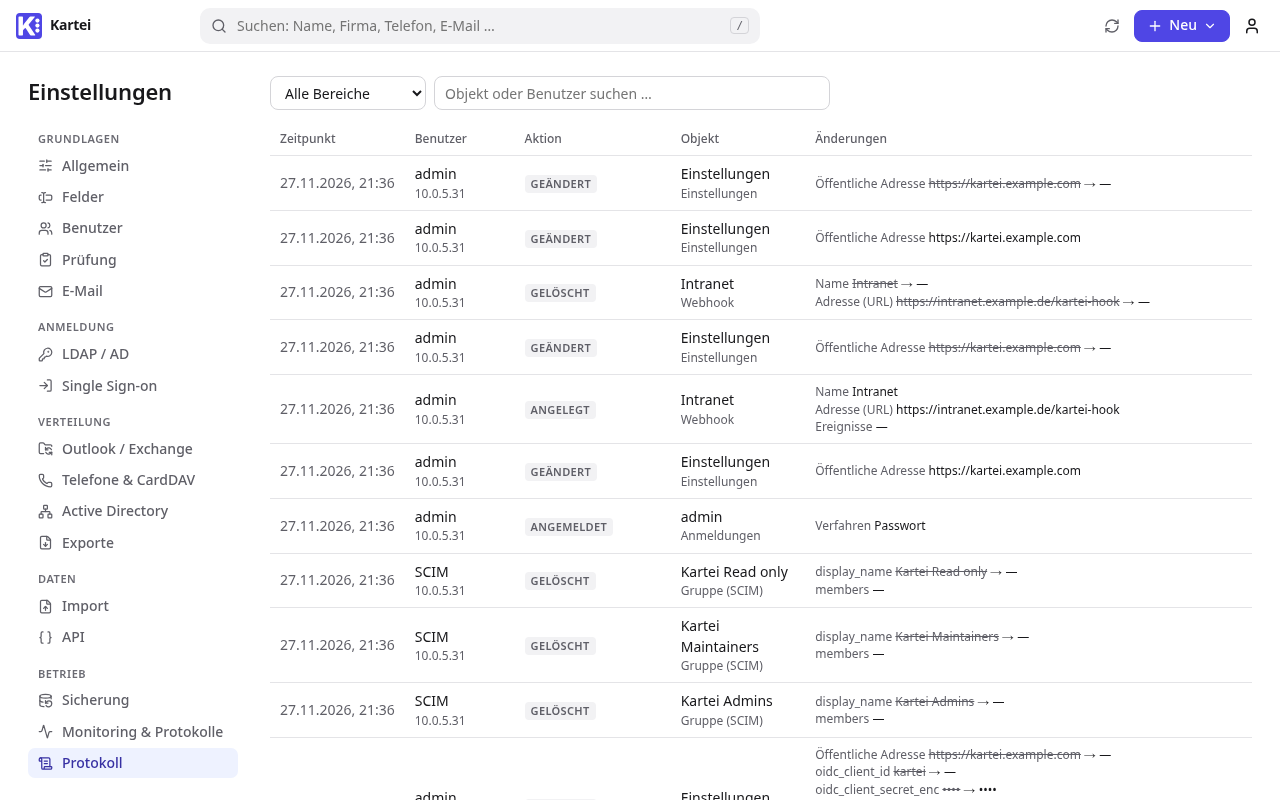 Kartei
Suchen: Name, Firma, Telefon, E-Mail ...
/
Neu
Einstellungen
GRUNDLAGEN
Allgemein
Felder
Benutzer
Prüfung
E-Mail
ANMELDUNG
LDAP / AD
Single Sign-on
VERTEILUNG
Outlook / Exchange
Telefone & CardDAV
Active Directory
Exporte
DATEN
Import
API
BETRIEB
Sicherung
Monitoring & Protokolle
Protokoll
Alle Bereiche
Objekt oder Benutzer suchen ...
Zeitpunkt Benutzer Aktion Objekt Änderungen
27.11.2026, 21:36 admin GEÄNDERT Einstellungen Öffentliche Adresse https://kartei.example.com → —
10.0.5.31 Einstellungen
27.11.2026, 21:36 admin GEÄNDERT Einstellungen Öffentliche Adresse https://kartei.example.com
10.0.5.31 Einstellungen
27.11.2026, 21:36 admin GELÖSCHT Intranet Name Intranet → —
10.0.5.31 Webhook Adresse (URL) https://intranet.example.de/kartei-hook → —
27.11.2026, 21:36 admin GEÄNDERT Einstellungen Öffentliche Adresse https://kartei.example.com → —
10.0.5.31 Einstellungen
27.11.2026, 21:36 admin ANGELEGT Intranet Name Intranet
10.0.5.31 Webhook Adresse (URL) https://intranet.example.de/kartei-hook
Ereignisse —
27.11.2026, 21:36 admin GEÄNDERT Einstellungen Öffentliche Adresse https://kartei.example.com
10.0.5.31 Einstellungen
27.11.2026, 21:36 admin ANGEMELDET admin Verfahren Passwort
10.0.5.31 Anmeldungen
27.11.2026, 21:36 SCIM GELÖSCHT Kartei Read only display_name Kartei Read only → —
10.0.5.31 Gruppe (SCIM) members —
27.11.2026, 21:36 SCIM GELÖSCHT Kartei Maintainers display_name Kartei Maintainers → —
10.0.5.31 Gruppe (SCIM) members —
27.11.2026, 21:36 SCIM GELÖSCHT Kartei Admins display_name Kartei Admins → —
10.0.5.31 Gruppe (SCIM) members —
Öffentliche Adresse https://kartei.example.com → —
oidc_client_id kartei → —
oidc_client_secret_enc •••• → ••••
admin Einstellungen